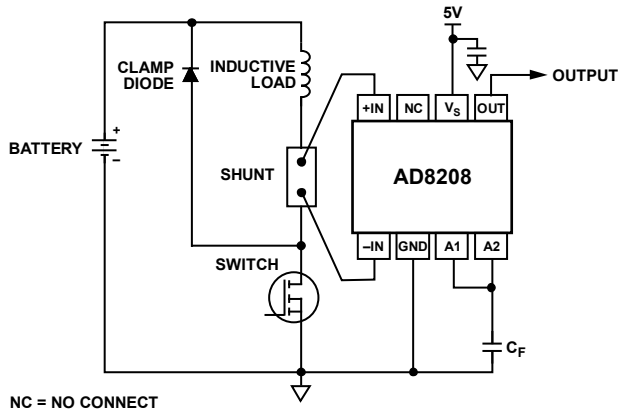 5V
CLAMP
DIODE
INDUCTIVE
LOAD
OUTPUT
+IN
NC
VS
OUT
+
BATTERY
–
SHUNT
AD8208
–IN
GND
A1
A2
SWITCH
CF
NC = NO CONNECT